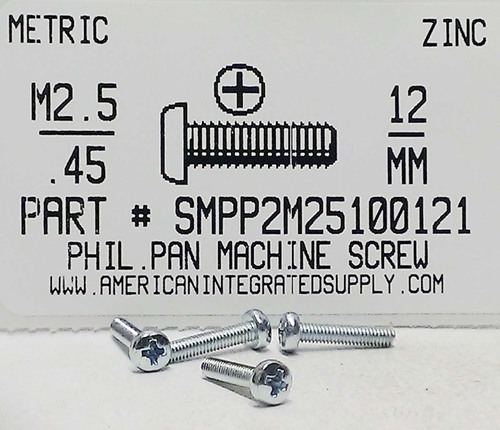 METRIC ZINC
M2.5 12
.45 MM
PART # SMPP2M25100121
PHIL.PAN MACHINE SCREW
WWW.AMERICANINTEGRATEDSUPPLY.COM